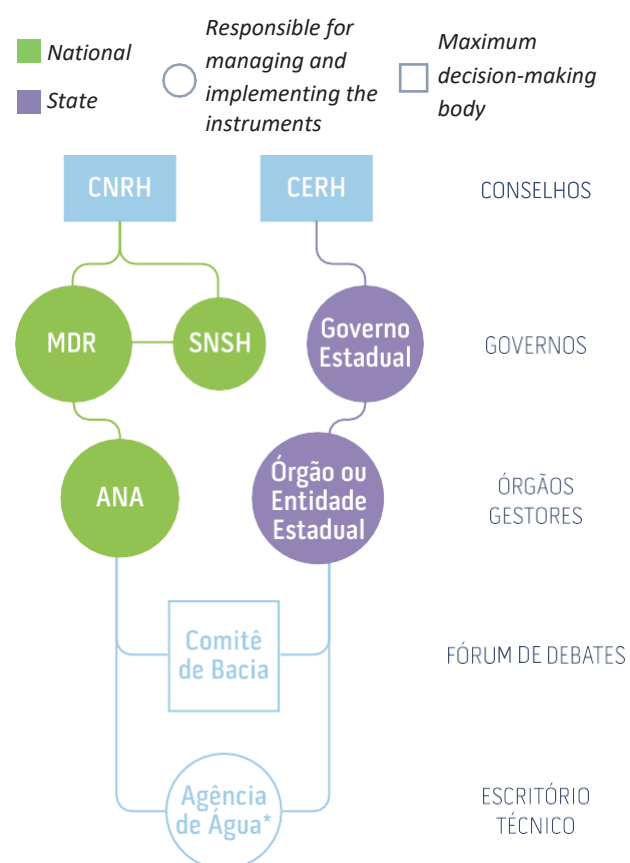 National
State
Responsible for
managing and
implementing the
instruments
Maximum
decision-making
body
CNRH
CERH
CONSELHOS
MDR
SNSH
Governo
Estadual
GOVERNOS
ANA
Órgão ou
Entidade
Estadual
ÓRGÃOS
GESTORES
Comitê
de Bacia
FÓRUM DE DEBATES
Agência
de Água*
ESCRITÓRIO
TÉCNICO